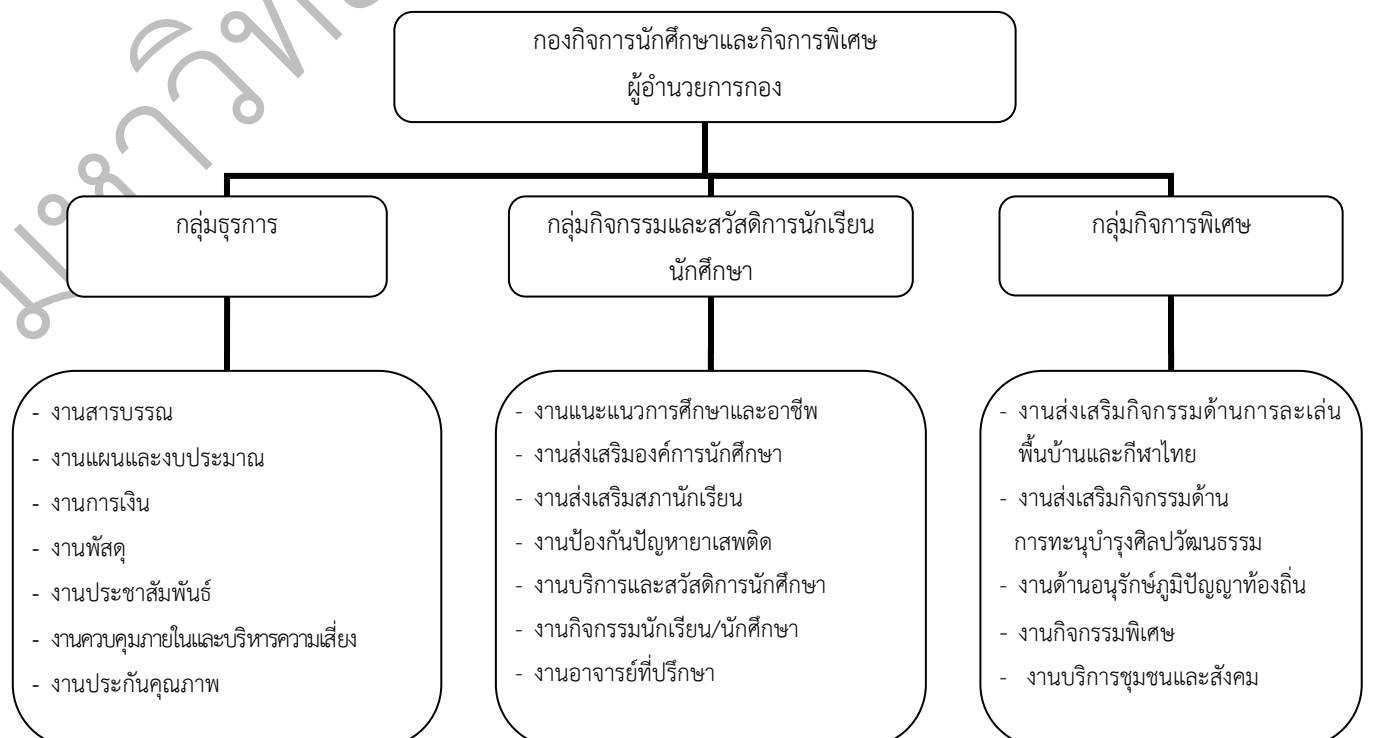 กองกิจการนักศึกษาและกิจการพิเศษ
ผู้อำนวยการกอง
กลุ่มธุรการ
กลุ่มกิจกรรมและสวัสดิการนักเรียน
นักศึกษา
กลุ่มกิจการพิเศษ
- งานสารบรรณ
- งานแผนและงบประมาณ
- งานการเงิน
- งานพัสดุ
- งานประชาสัมพันธ์
- งานควบคุมภายในและบริหารความเสี่ยง
- งานประกันคุณภาพ
- งานแนะแนวการศึกษาและอาชีพ
- งานส่งเสริมองค์การนักศึกษา
- งานส่งเสริมสภานักเรียน
- งานป้องกันปัญหายาเสพติด
- งานบริการและสวัสดิการนักศึกษา
- งานกิจกรรมนักเรียน/นักศึกษา
- งานอาจารย์ที่ปรึกษา
- งานส่งเสริมกิจกรรมด้านการละเล่น
พื้นบ้านและกีฬาไทย
- งานส่งเสริมกิจกรรมด้าน
การทะนุบำรุงศิลปวัฒนธรรม
- งานด้านอนุรักษ์ภูมิปัญญาท้องถิ่น
- งานกิจกรรมพิเศษ
- งานบริการชุมชนและสังคม